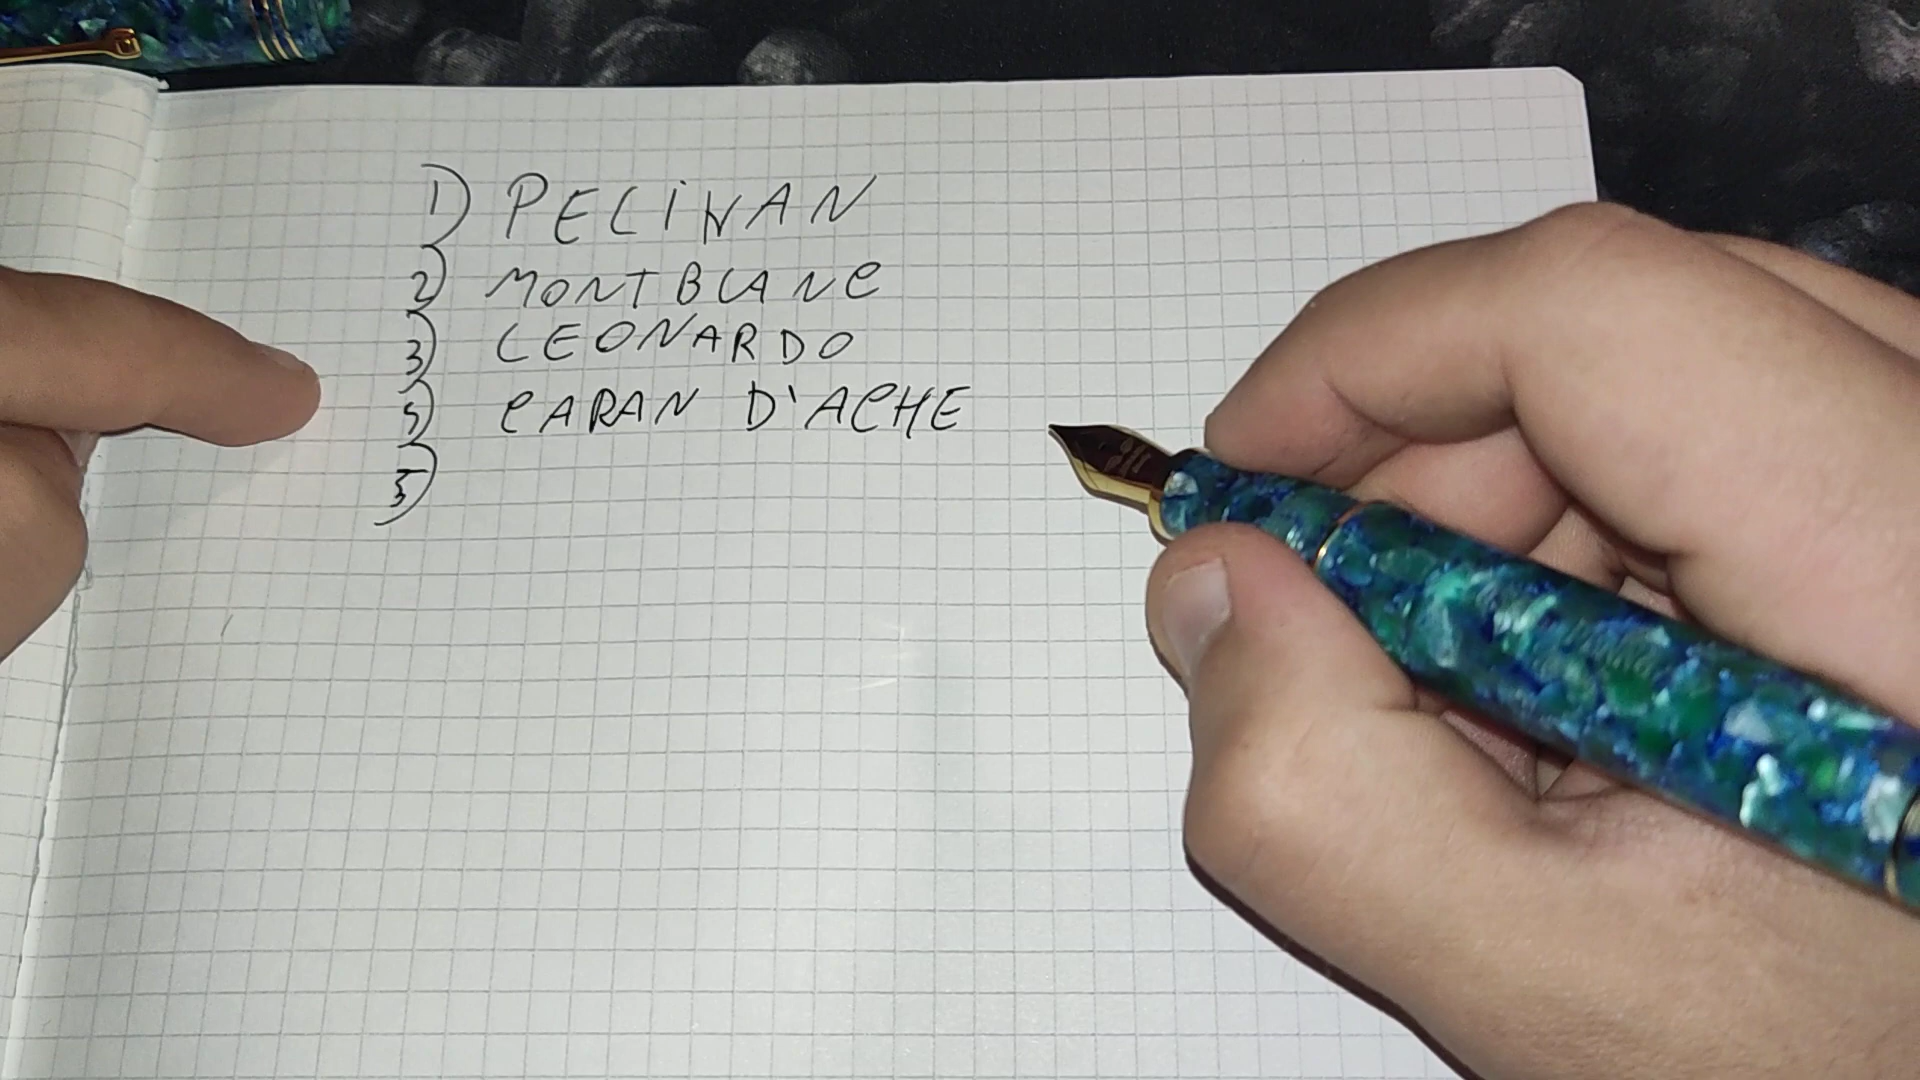 1) PELiKAN
2) MONTBLANC
3) LEONARDO
4) CARAN D'ACHE
5)